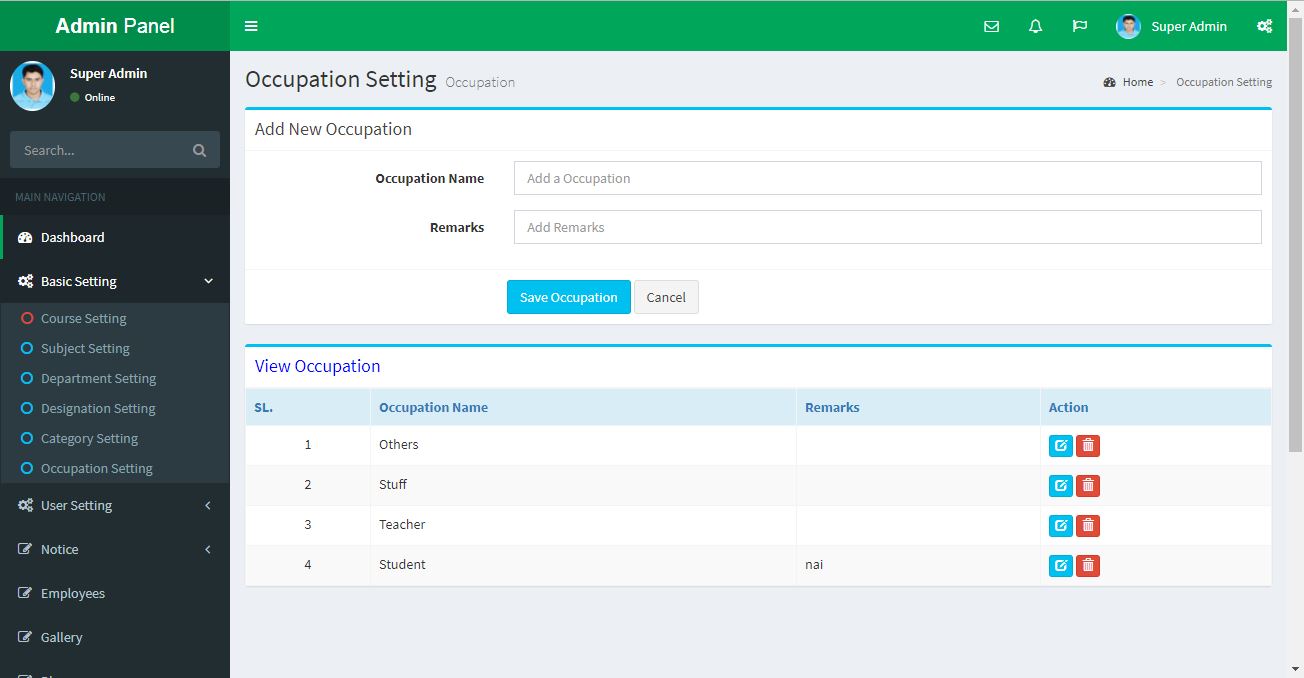 Admin Panel
Super Admin
Super Admin
Online
Search...
MAIN NAVIGATION
Dashboard
Basic Setting
Course Setting
Subject Setting
Department Setting
Designation Setting
Category Setting
Occupation Setting
User Setting
Notice
Employees
Gallery
Occupation Setting Occupation
Home > Occupation Setting
Add New Occupation
Occupation Name Add a Occupation
Remarks Add Remarks
Save Occupation Cancel
View Occupation
SL. Occupation Name Remarks Action
1 Others
2 Stuff
3 Teacher
4 Student nai